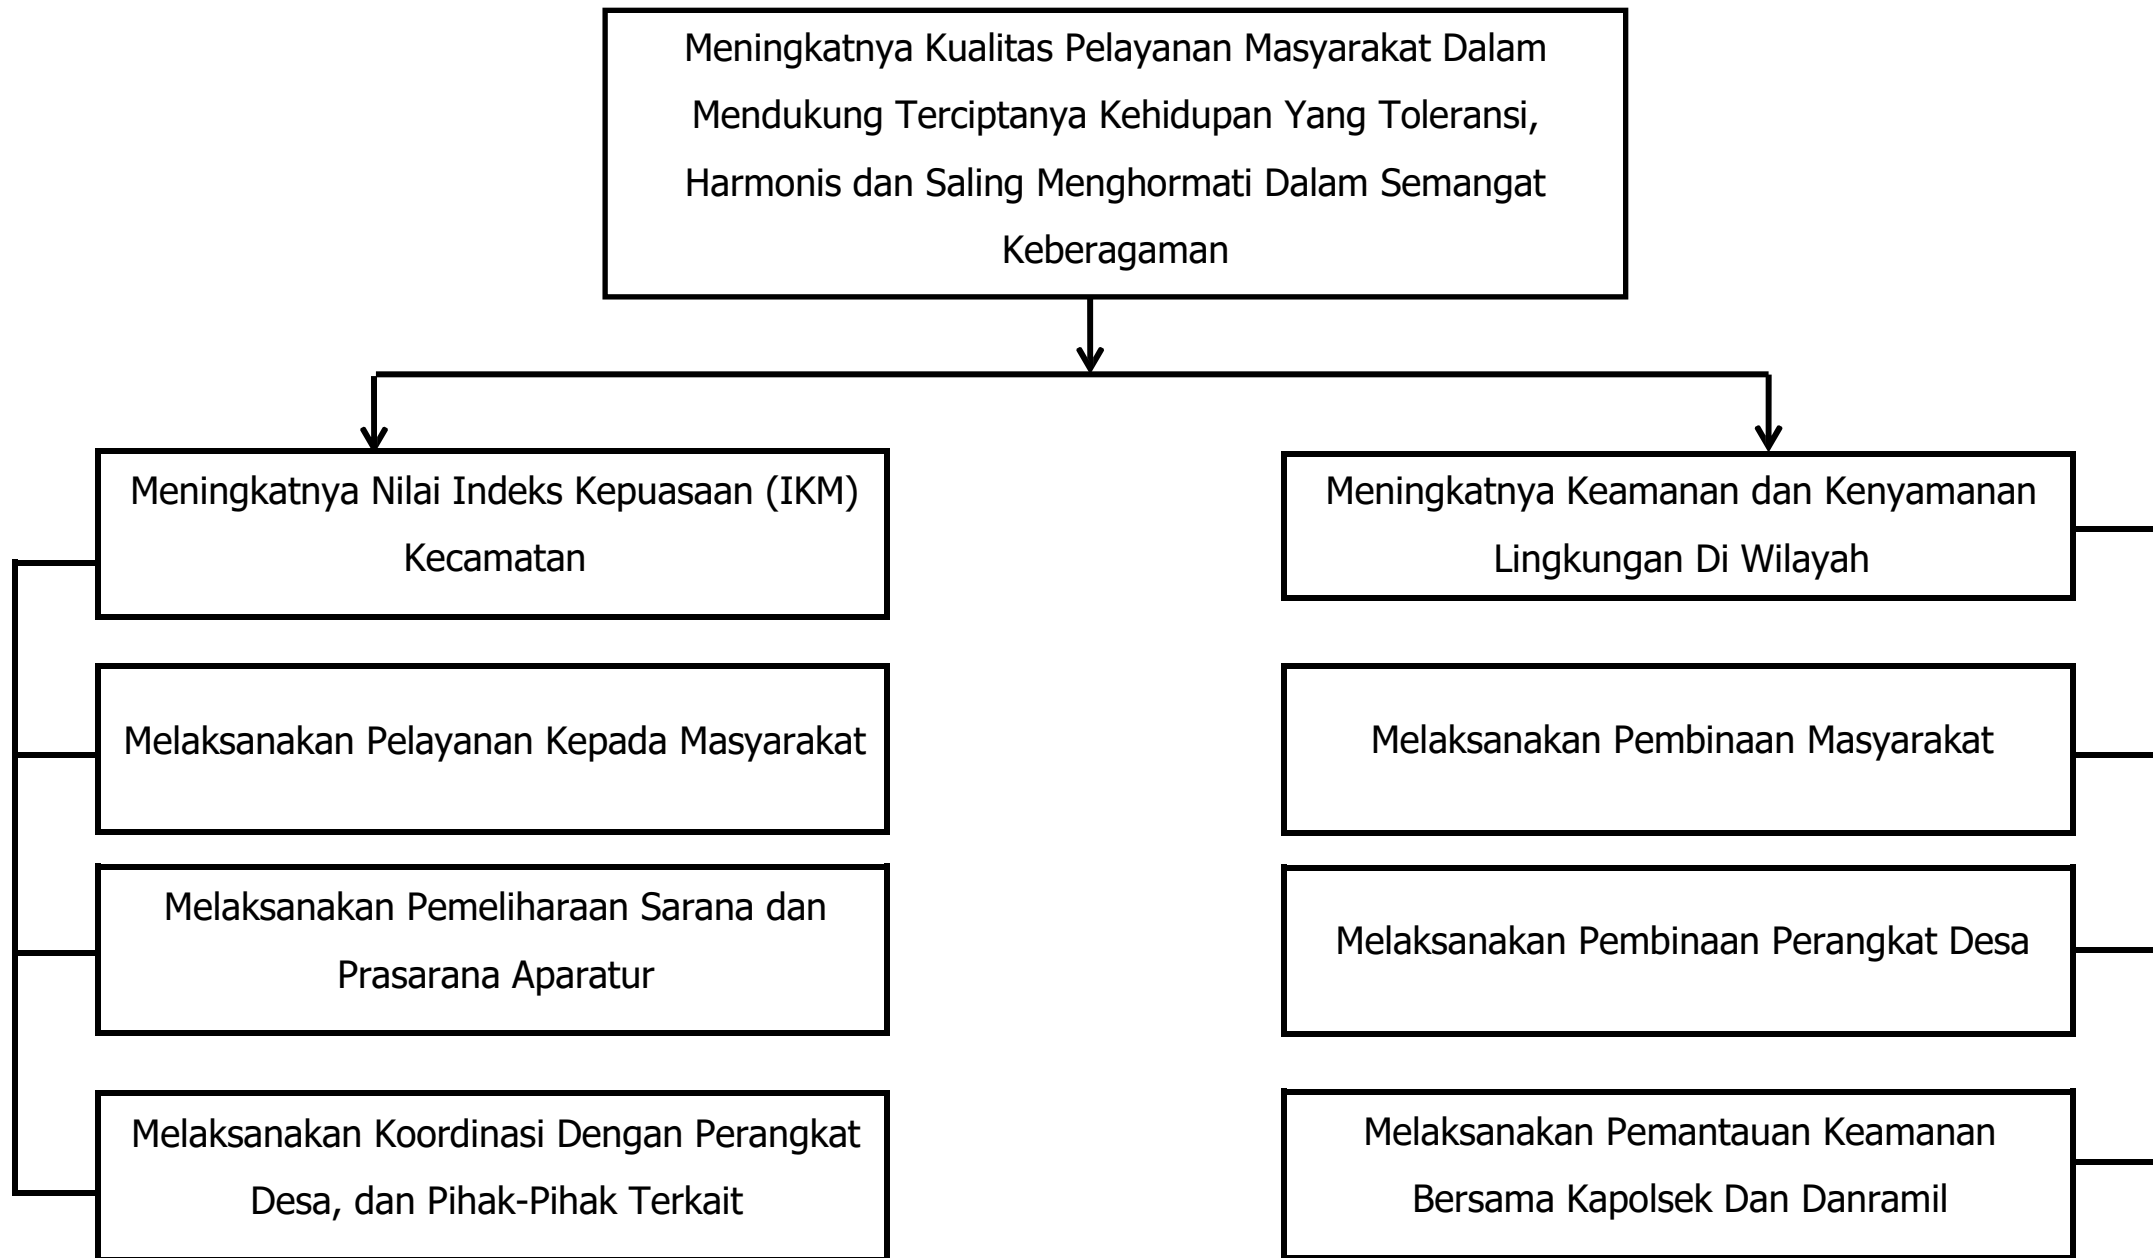 Meningkatnya Kualitas Pelayanan Masyarakat Dalam
Mendukung Terciptanya Kehidupan Yang Toleransi,
Harmonis dan Saling Menghormati Dalam Semangat
Keberagaman
Meningkatnya Nilai Indeks Kepuasaan (IKM)
Kecamatan
Melaksanakan Pelayanan Kepada Masyarakat
Melaksanakan Pemeliharaan Sarana dan
Prasarana Aparatur
Melaksanakan Koordinasi Dengan Perangkat
Desa, dan Pihak-Pihak Terkait
Meningkatnya Keamanan dan Kenyamanan
Lingkungan Di Wilayah
Melaksanakan Pembinaan Masyarakat
Melaksanakan Pembinaan Perangkat Desa
Melaksanakan Pemantauan Keamanan
Bersama Kapolsek Dan Danramil